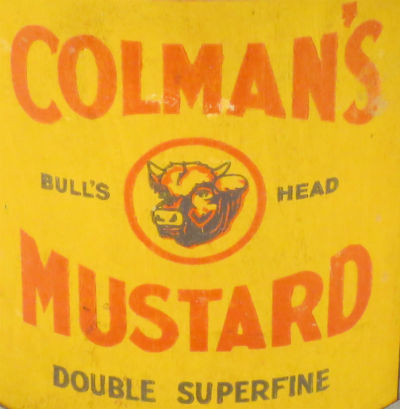 COLMAN'S
BULL'S HEAD
MUSTARD
DOUBLE SUPERFINE